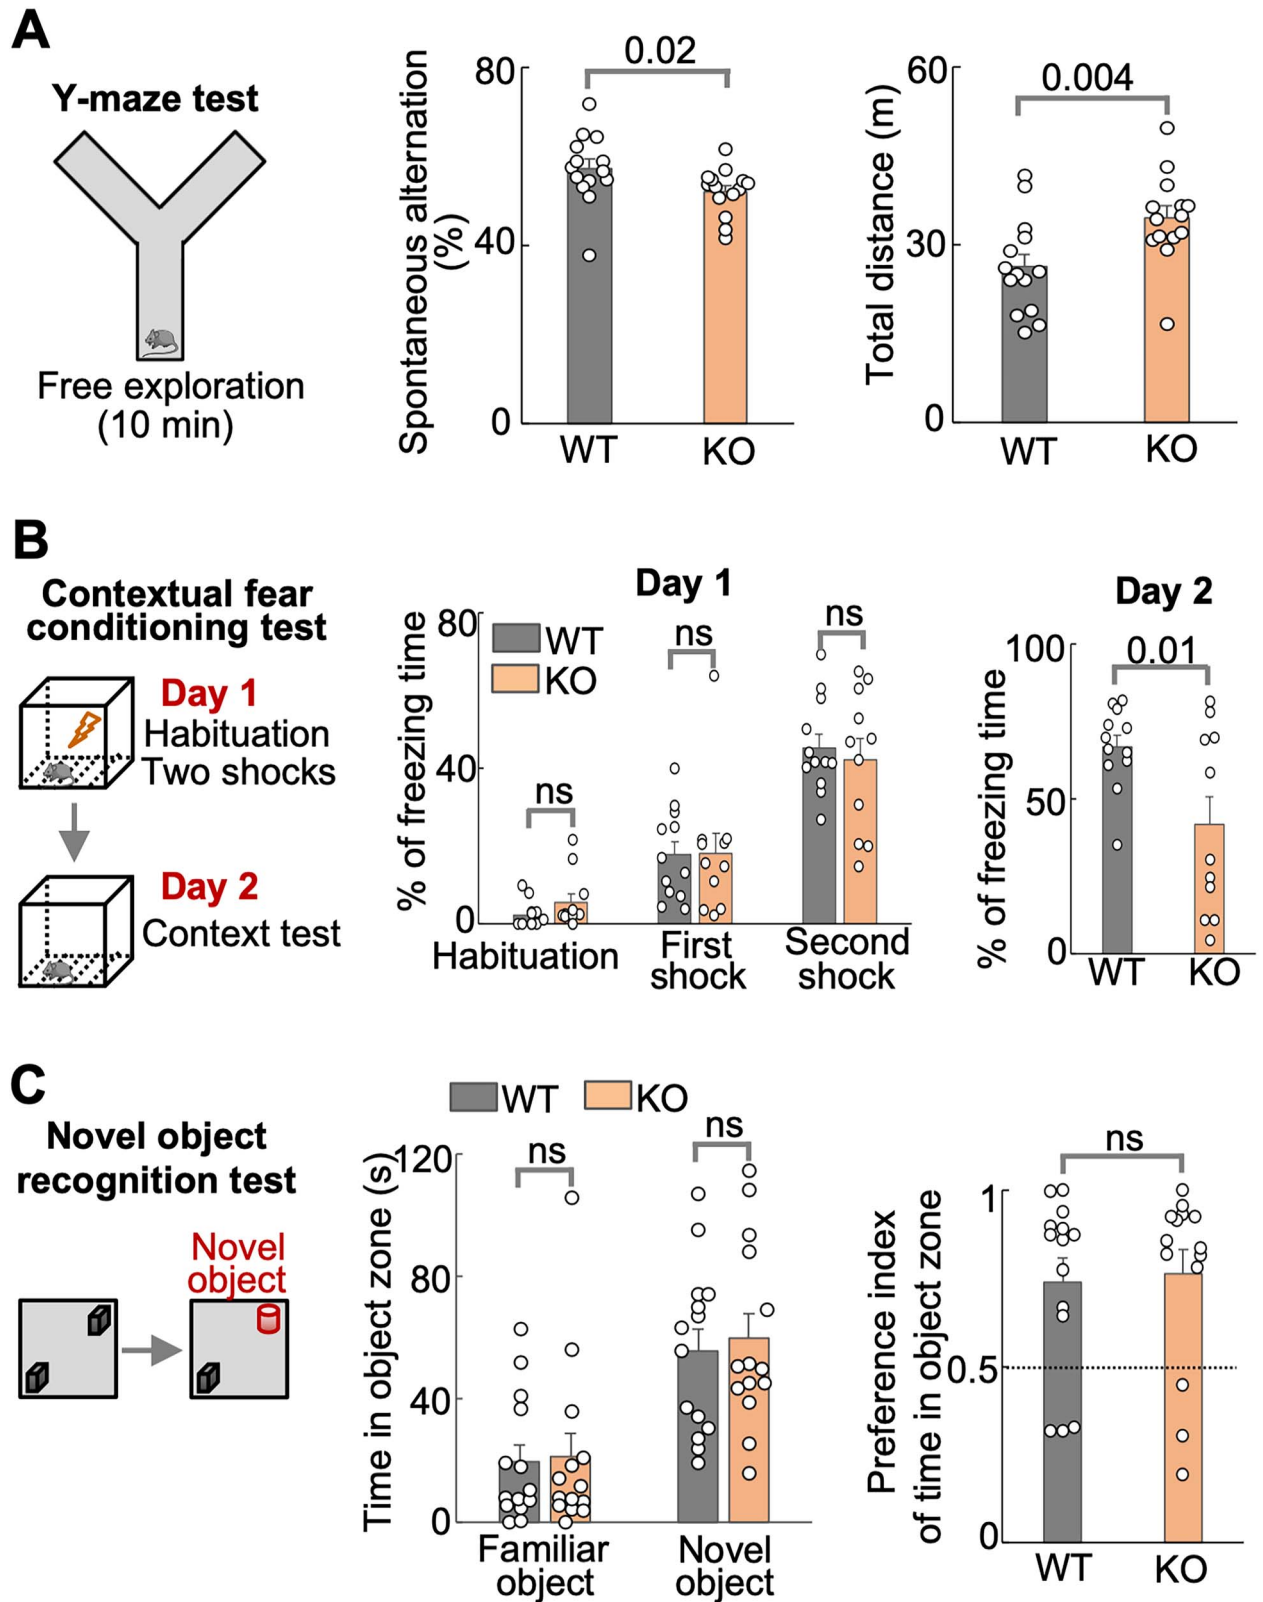 A
Y-maze test
Free exploration
(10 min)
Spontaneous alternation
(%)
80
40
0
0.02
WT
KO
Total distance (m)
60
30
0
0.004
WT
KO
B
Contextual fear
conditioning test
Day 1
Habituation
Two shocks
Day 2
Context test
Day 1
% of freezing time
80
40
0
WT
KO
ns
ns
ns
Habituation
First
shock
Second
shock
Day 2
% of freezing time
100
50
0
0.01
WT
KO
C
Novel object
recognition test
Novel
object
WT
KO
Time in object zone (s)
120
80
40
0
ns
ns
Familiar
object
Novel
object
Preference index
of time in object zone
1
0.5
0
ns
WT
KO